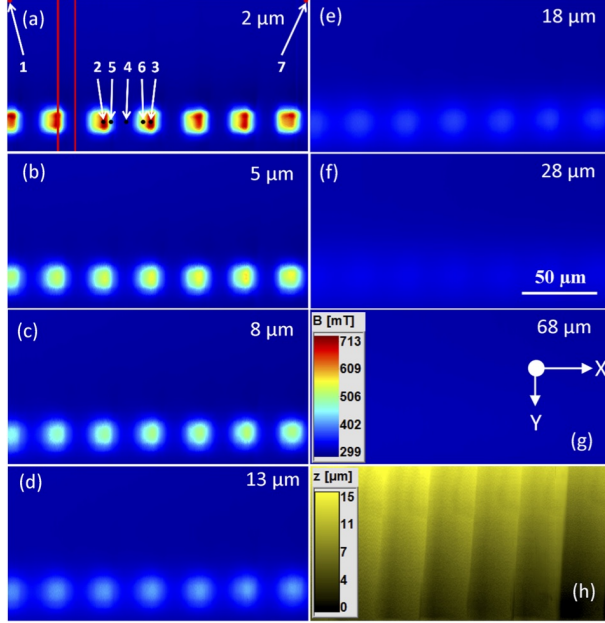 (a) 2 µm
1 2 5 4 6 3 7
(b) 5 µm
(c) 8 µm
(d) 13 µm
(e) 18 µm
(f) 28 µm
50 µm
68 µm
B [mT]
713
609
506
402
299
X
Y
(g)
z [µm]
15
11
7
4
0
(h)